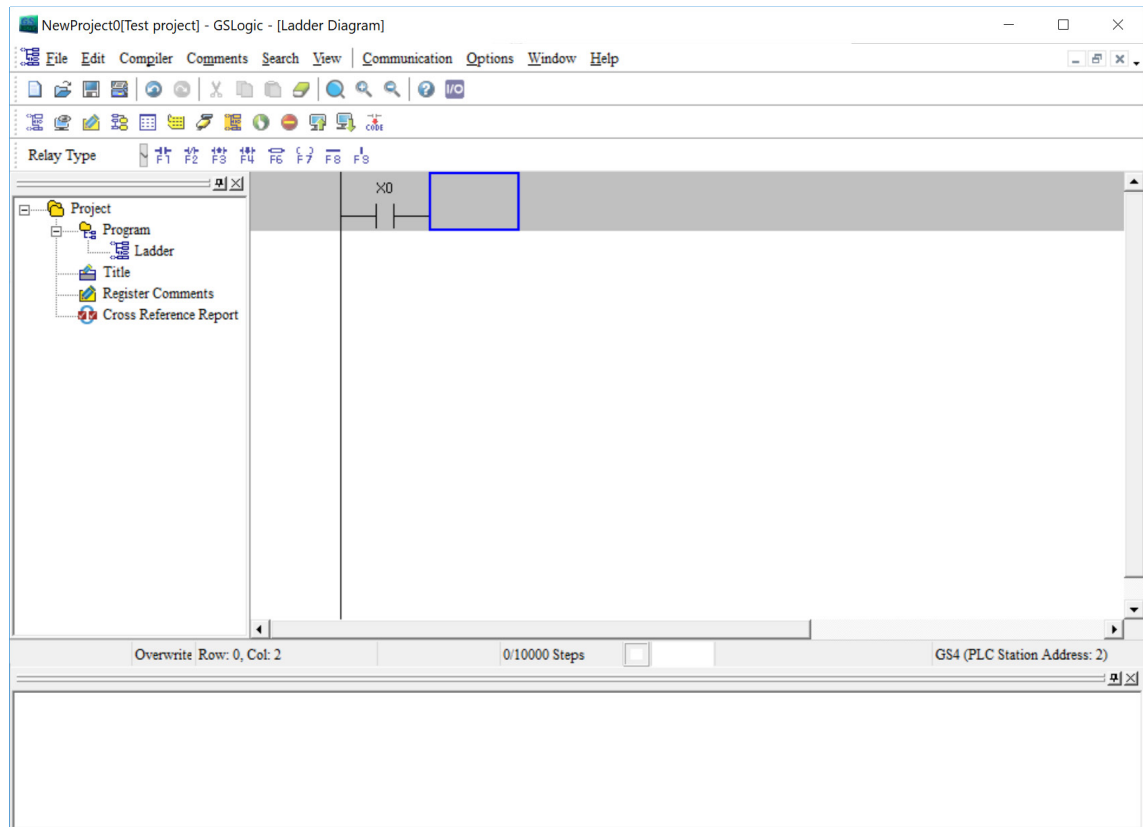 NewProject0[Test project] - GSLogic - [Ladder Diagram]
File Edit Compiler Comments Search View Communication Options Window Help
I/O
CODE
Relay Type F1 F2 F3 F4 F6 F7 F8 F9
X0
Project
Program
Ladder
Title
Register Comments
Cross Reference Report
Overwrite Row: 0, Col: 2 0/10000 Steps GS4 (PLC Station Address: 2)